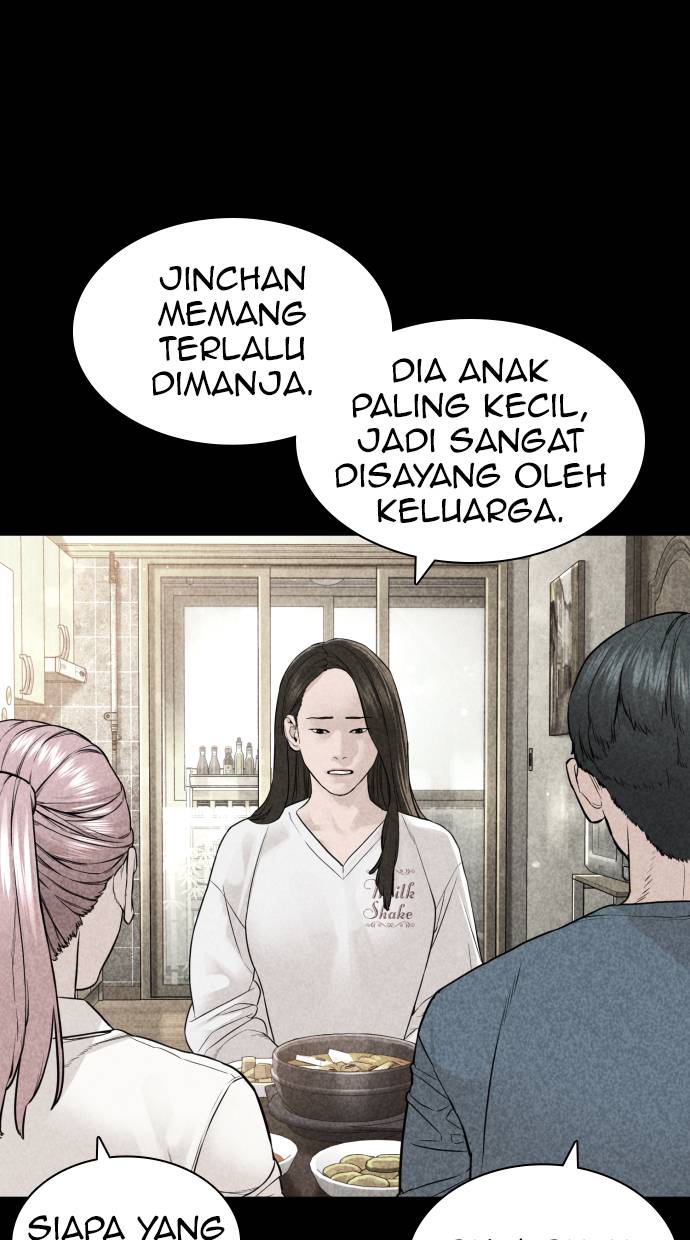 JINCHAN
MEMANG
TERLALU
DIMANJA.
DIA ANAK
PALING KECIL,
JADI SANGAT
DISAYANG OLEH
KELUARGA.
Milk
Shake
SIAPA YANG